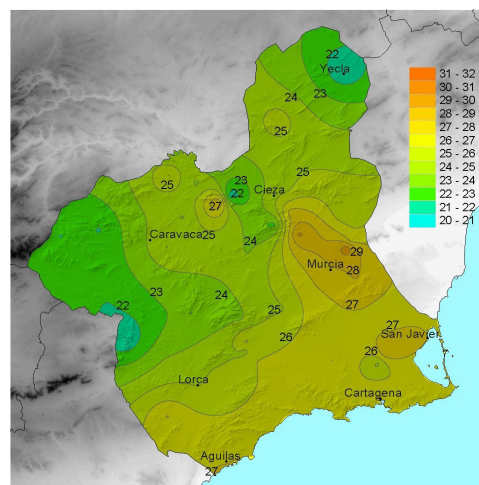 22
Yecla
31 - 32
30 - 31
29 - 30
28 - 29
27 - 28
26 - 27
25 - 26
24 - 25
23 - 24
22 - 23
21 - 22
20 - 21
24
23
25
25
25
23
22
Cieza
27
Caravaca
25
24
29
Murcia
28
22
23
24
27
25
26
27
San Javier
26
Lorca
Cartagena
Aguilas
27